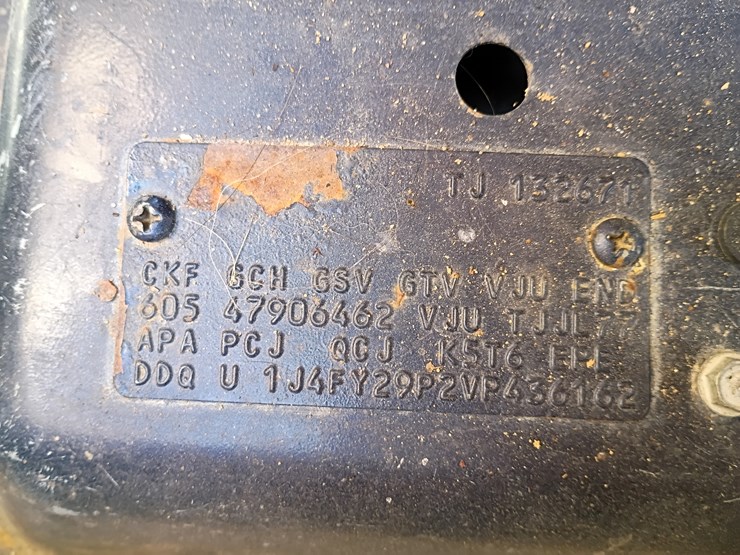 TJ 132671
CKF GCH GSV GTV VJU END
605 47906462 VJU TJJL77
APA PCJ QCJ K5T6 EPE
DDQ U 1J4FY29P2VP436162